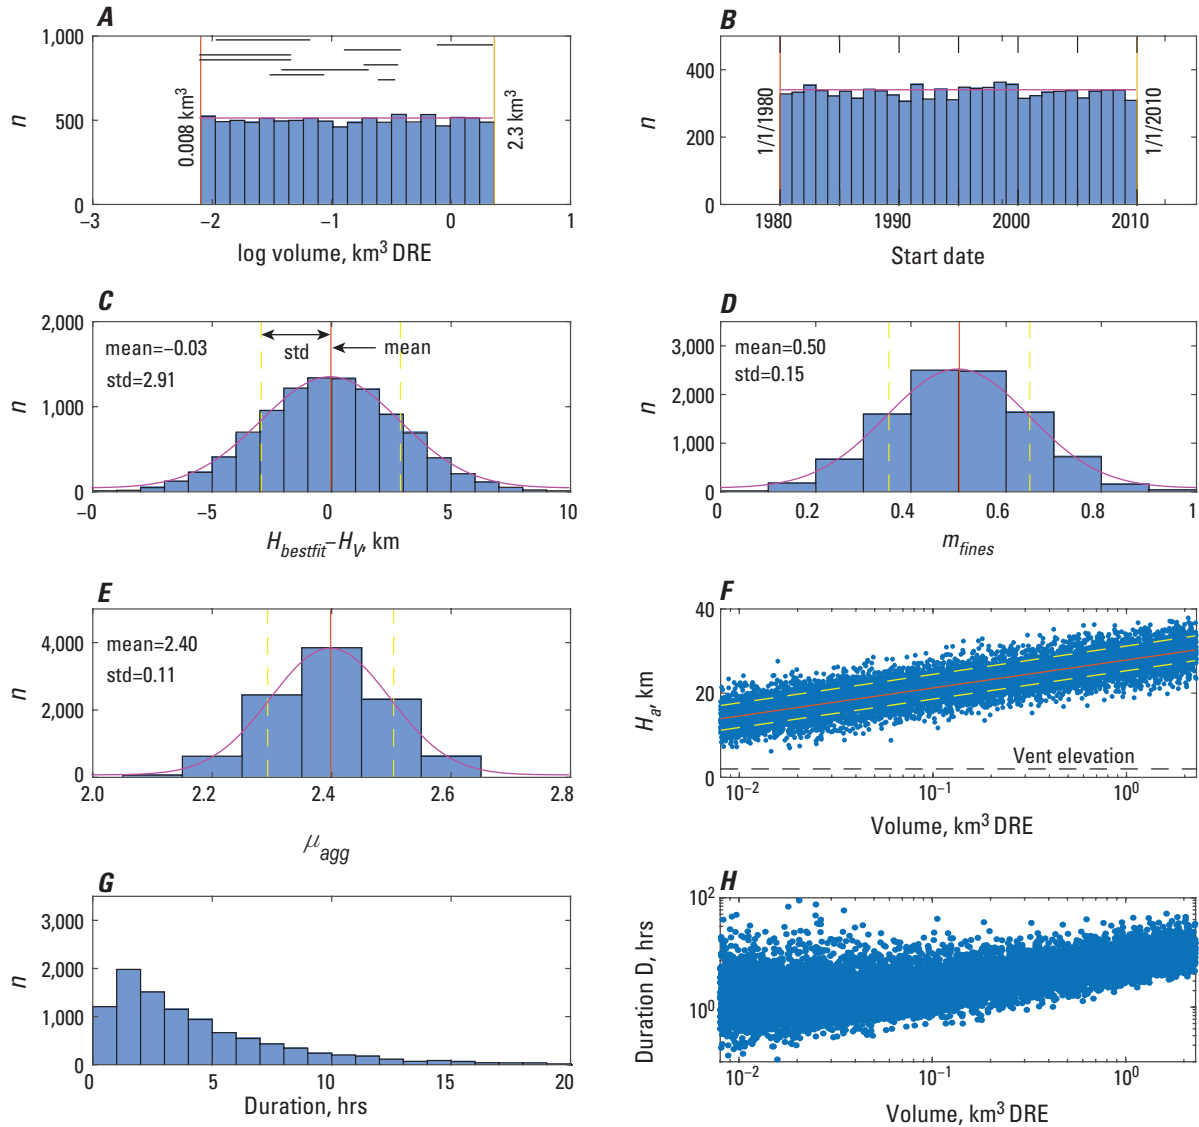 A
1,000
500
0
n
0.008 km³
2.3 km³
−3
−2
−1
0
1
log volume, km³ DRE
B
400
200
0
n
1/1/1980
1/1/2010
1980
1990
2000
2010
Start date
C
2,000
1,000
0
n
mean=−0.03
std=2.91
std
mean
−0
−5
0
5
10
H_bestfit−H_V, km
D
3,000
2,000
1,000
0
n
mean=0.50
std=0.15
0
0.2
0.4
0.6
0.8
1
m_fines
E
4,000
2,000
0
n
mean=2.40
std=0.11
2.0
2.2
2.4
2.6
2.8
μ_agg
F
40
20
0
H_a, km
Vent elevation
10⁻²
10⁻¹
10⁰
Volume, km³ DRE
G
3,000
2,000
1,000
0
n
0
5
10
15
20
Duration, hrs
H
10²
10⁰
Duration D, hrs
10⁻²
10⁻¹
10⁰
Volume, km³ DRE